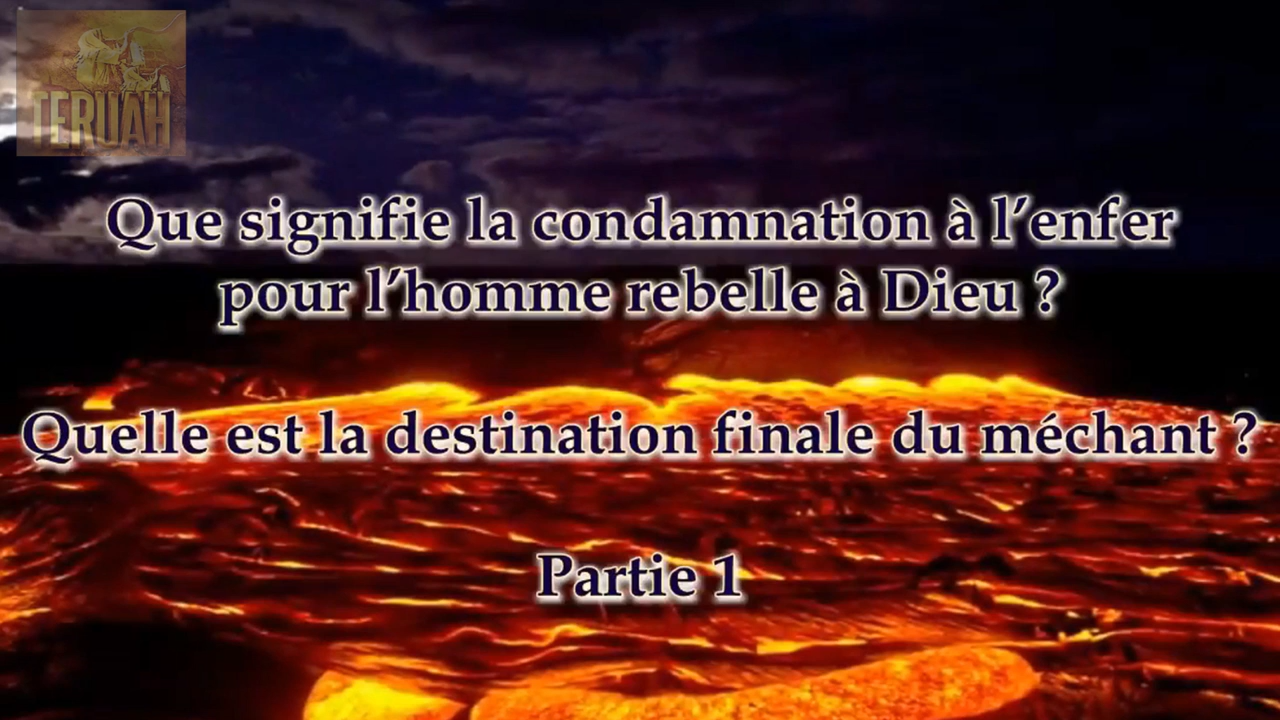 TERUAH
Que signifie la condamnation à l’enfer
pour l’homme rebelle à Dieu ?
Quelle est la destination finale du méchant ?
Partie 1